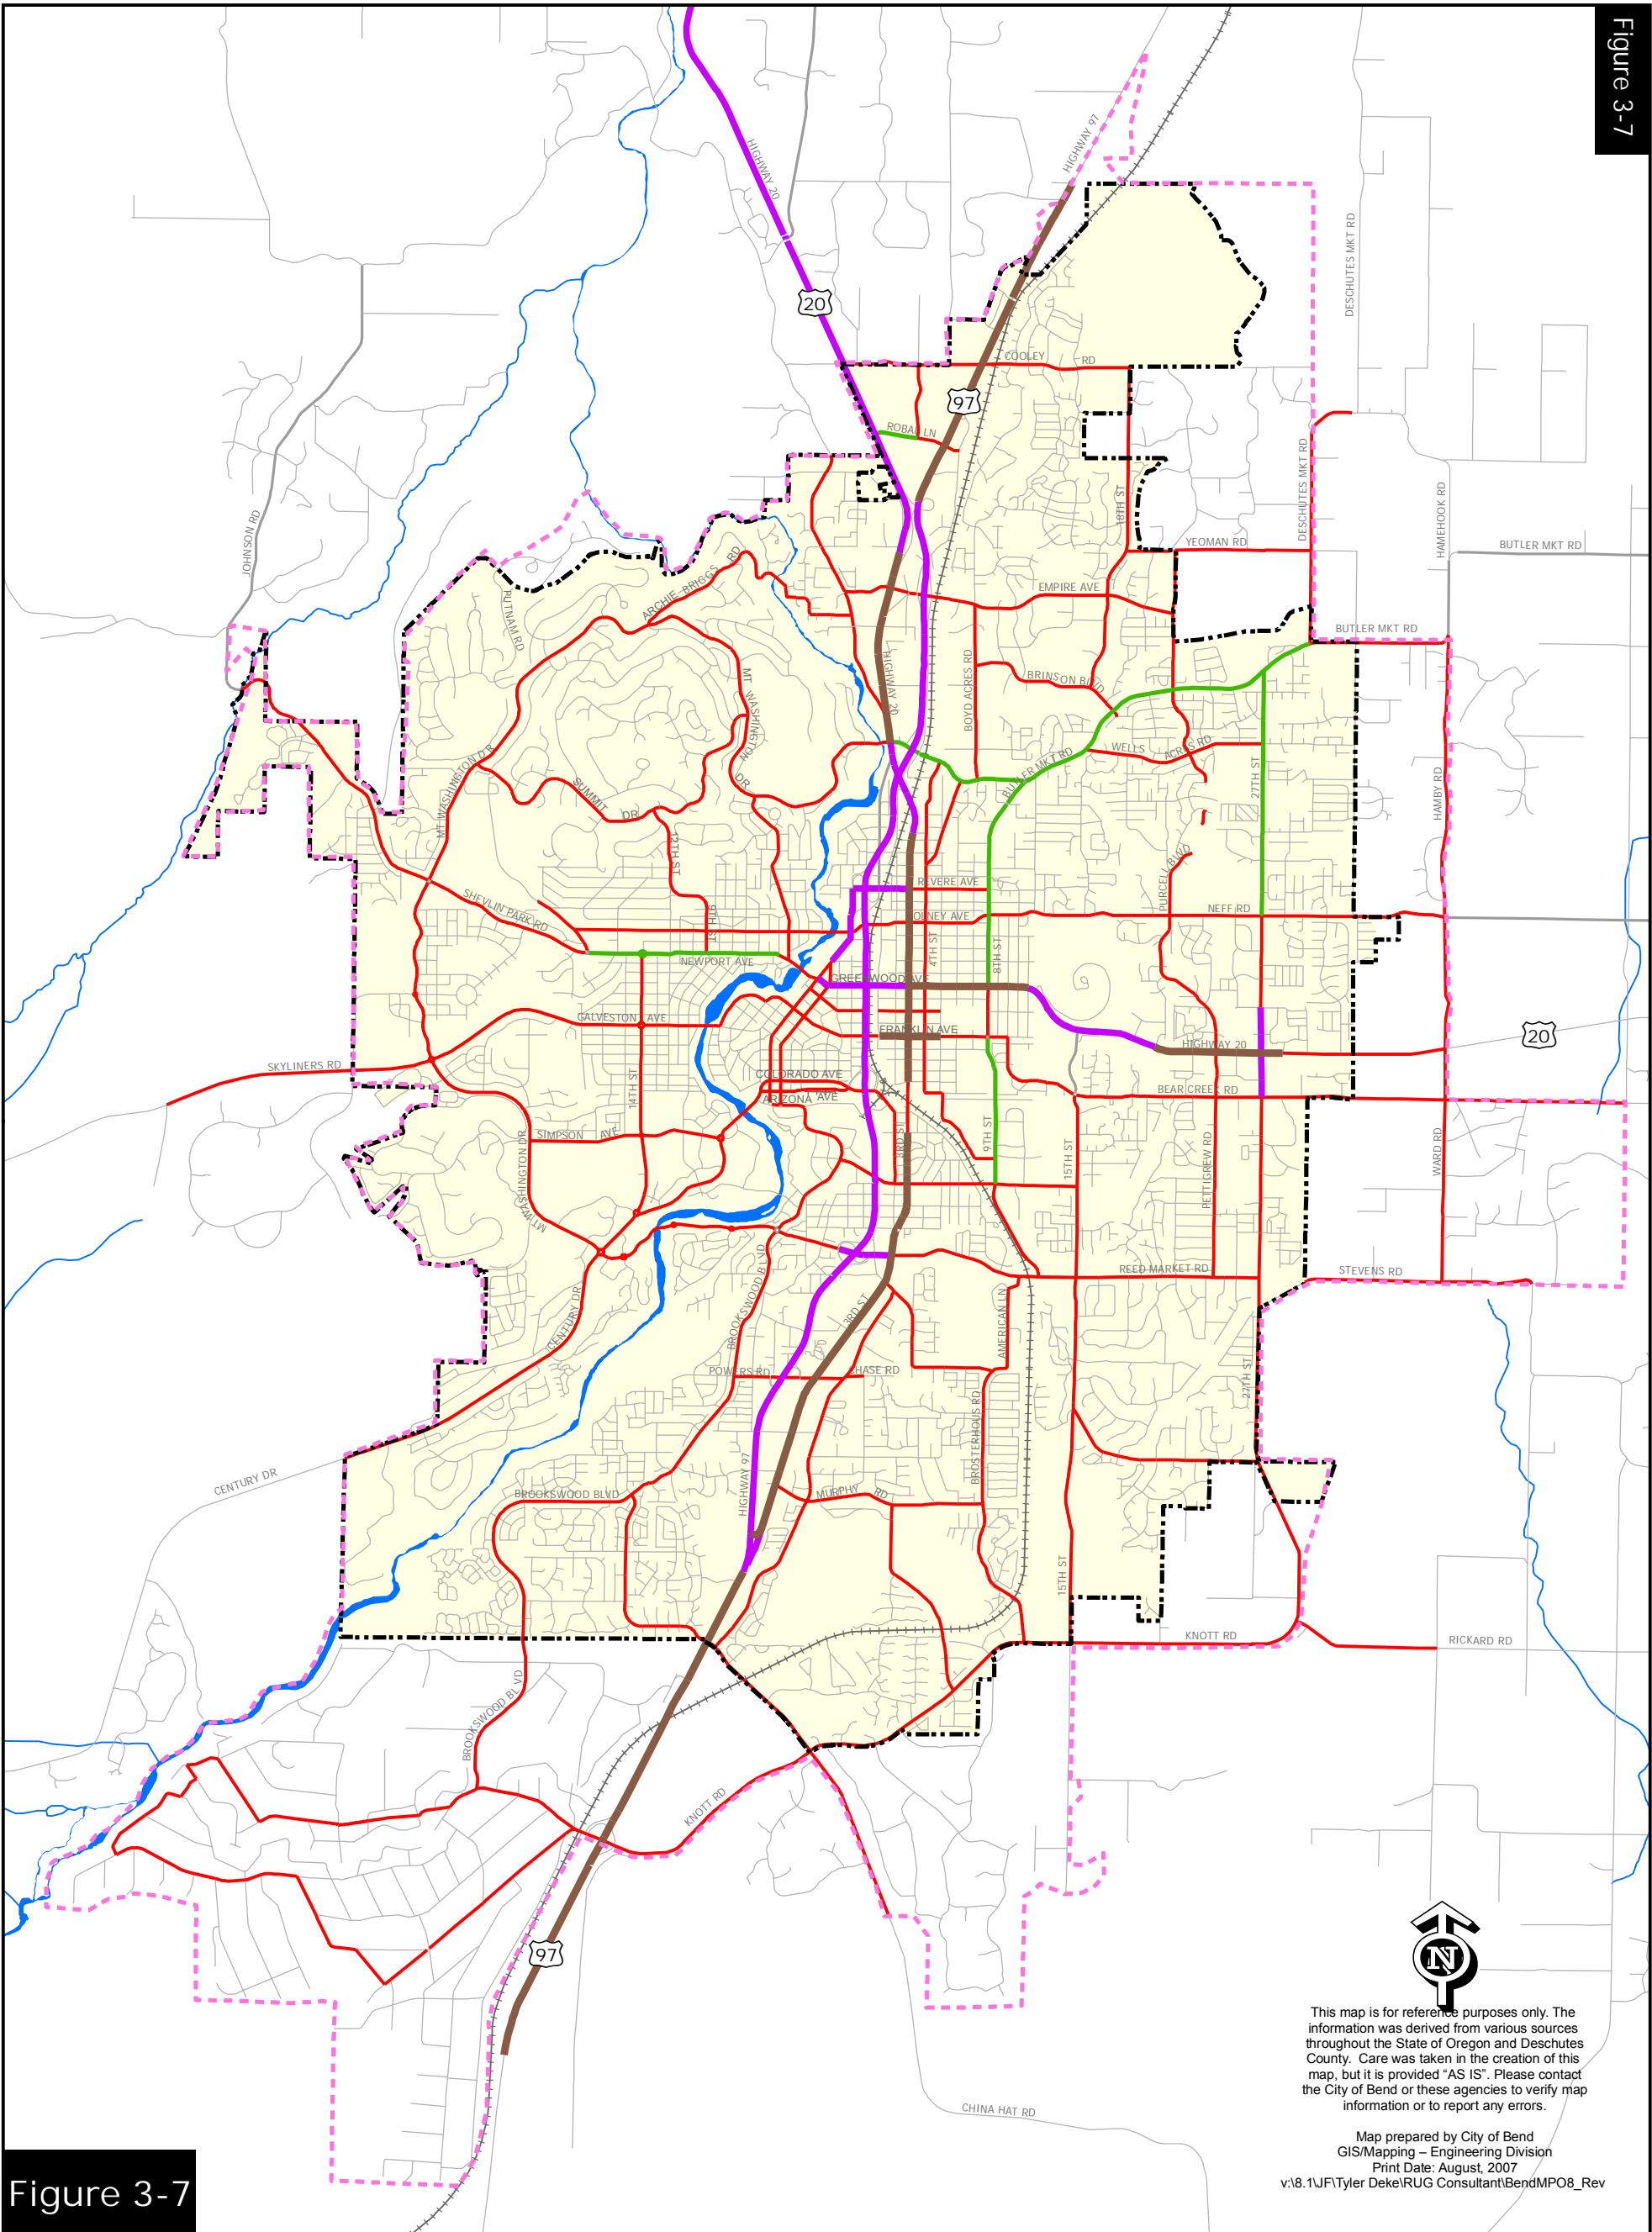 Figure 3-7
HIGHWAY 97
HIGHWAY 20
DESCHUTES MKT RD
20
COOLEY RD
97
ROBAL LN
DESCHUTES MKT RD
HAMEHOOK RD
18TH ST
JOHNSON RD
YEOMAN RD
BUTLER MKT RD
ARCHIE BRIGGS RD
EMPIRE AVE
PUTNAM RD
BUTLER MKT RD
HIGHWAY 20
BOYD ACRES RD
BRINSON BLVD
MT WASHINGTON DR
WELLS ACRES RD
MT WASHINGTON DR
BUTLER MKT RD
27TH ST
HAMBY RD
SUMMIT DR
12TH ST
PURCELL BLVD
REVERE AVE
SHEVLIN PARK RD
9TH ST
OLNEY AVE
NEFF RD
4TH ST
8TH ST
NEWPORT AVE
GREENWOOD AVE
GALVESTON AVE
FRANKLIN AVE
20
HIGHWAY 20
SKYLINERS RD
COLORADO AVE
14TH ST
ARIZONA AVE
BEAR CREEK RD
SIMPSON AVE
3RD ST
9TH ST
15TH ST
PETTIGREW RD
WARD RD
MT WASHINGTON DR
REED MARKET RD
STEVENS RD
BROOKSWOOD BLVD
CENTURY DR
3RD ST
AMERICAN LN
POWERS RD
CHASE RD
27TH ST
BROSTERHOUS RD
CENTURY DR
HIGHWAY 97
BROOKSWOOD BLVD
MURPHY RD
15TH ST
KNOTT RD
RICKARD RD
BROOKSWOOD BLVD
KNOTT RD
97
CHINA HAT RD
N
This map is for reference purposes only. The
information was derived from various sources
throughout the State of Oregon and Deschutes
County. Care was taken in the creation of this
map, but it is provided “AS IS”. Please contact
the City of Bend or these agencies to verify map
information or to report any errors.
Map prepared by City of Bend
GIS/Mapping – Engineering Division
Print Date: August, 2007
v:\8.1\JF\Tyler Deke\RUG Consultant\BendMPO8_Rev
Figure 3-7